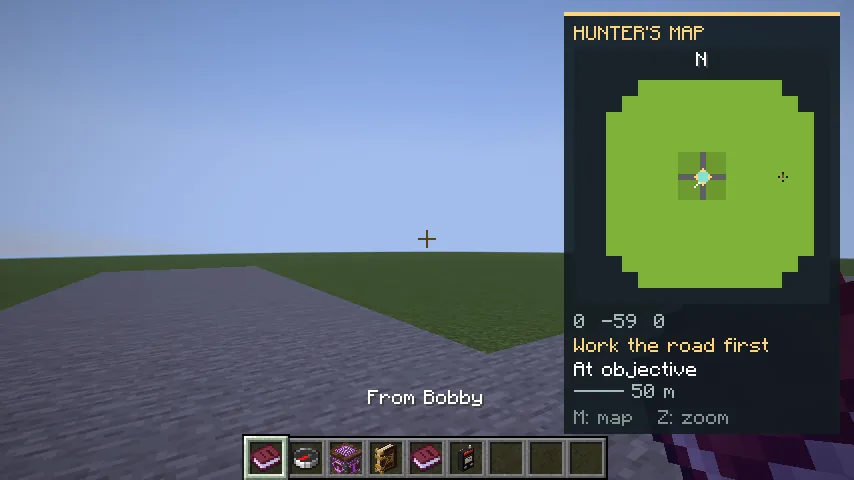 HUNTER'S MAP
N
0 -59 0
Work the road first
At objective
50 m
M: map Z: zoom
From Bobby